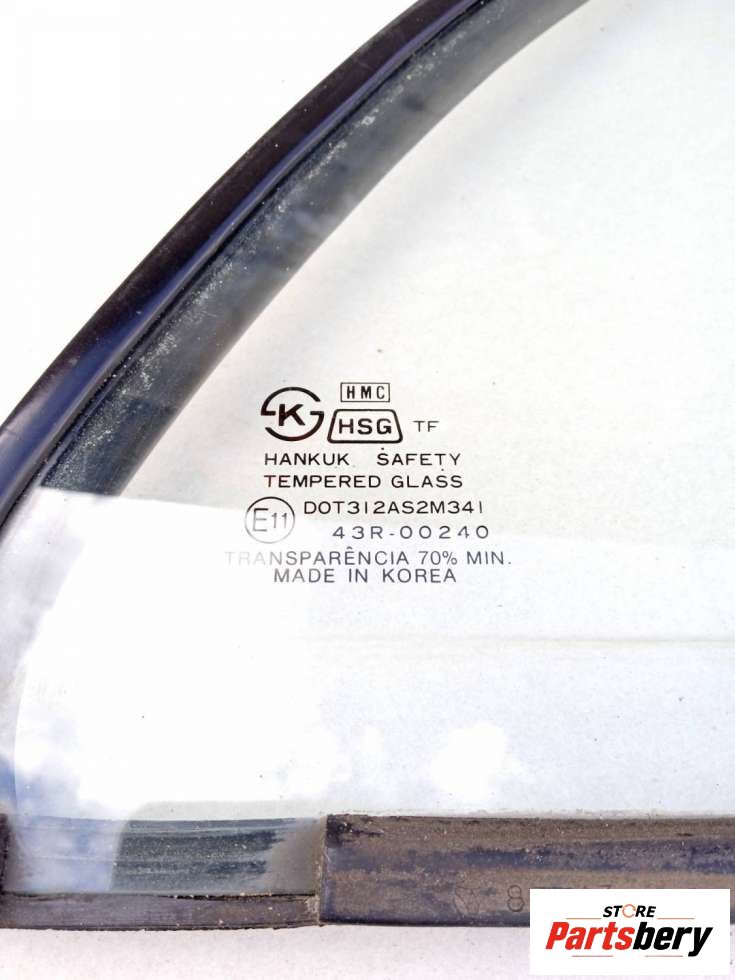 HMC
K
HSG TF
HANKUK SAFETY
TEMPERED GLASS
E11 DOT312AS2M341
43R-00240
TRANSPARÊNCIA 70% MIN.
MADE IN KOREA
8
STORE
Partsbery